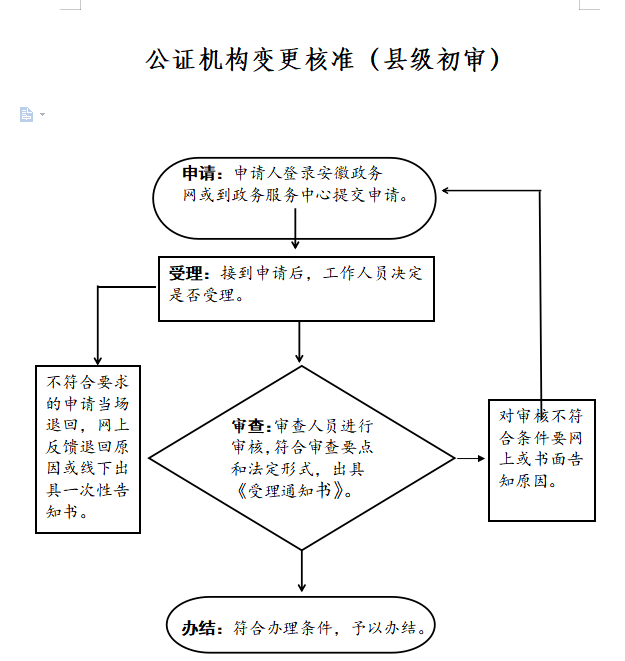 公证机构变更核准（县级初审）
申请：申请人登录安徽政务
网或到政务服务中心提交申请。
受理：接到申请后，工作人员决定
是否受理。
不符合要求
的申请当场
退回，网上
反馈退回原
因或线下出
具一次性告
知书。
审查：审查人员进行
审核，符合审查要点
和法定形式，出具
《受理通知书》。
对审核不符
合条件要网
上或书面告
知原因。
办结：符合办理条件，予以办结。